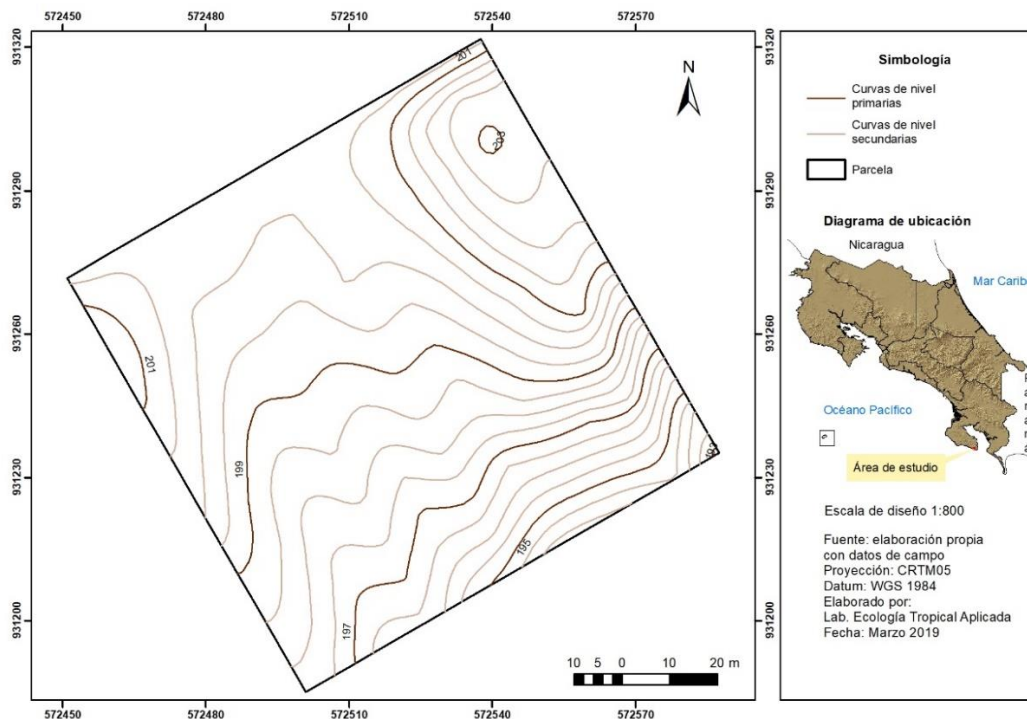 572450 572480 572510 572540 572570
931320
931290
931260
931230
931200
931320
931290
931260
931230
931200
N
201
203
201
199
197
195
193
10 5 0 10 20 m
572450 572480 572510 572540 572570
Simbología
Curvas de nivel
primarias
Curvas de nivel
secundarias
Parcela
Diagrama de ubicación
Nicaragua
Mar Carib
Océano Pacífico
Área de estudio
Escala de diseño 1:800
Fuente: elaboración propia
con datos de campo
Proyección: CRTM05
Datum: WGS 1984
Elaborado por:
Lab. Ecología Tropical Aplicada
Fecha: Marzo 2019